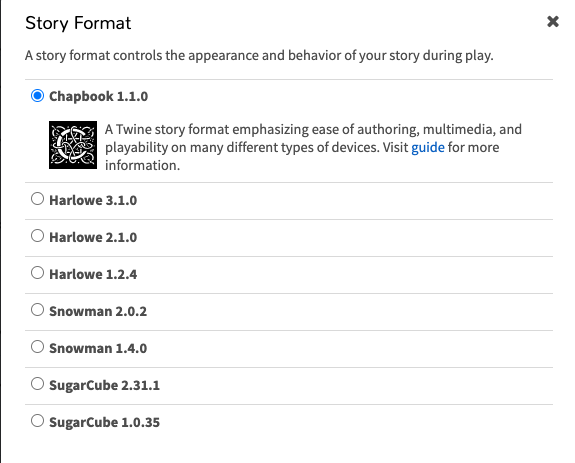 Story Format
A story format controls the appearance and behavior of your story during play.
Chapbook 1.1.0
A Twine story format emphasizing ease of authoring, multimedia, and
playability on many different types of devices. Visit guide for more
information.
Harlowe 3.1.0
Harlowe 2.1.0
Harlowe 1.2.4
Snowman 2.0.2
Snowman 1.4.0
SugarCube 2.31.1
SugarCube 1.0.35